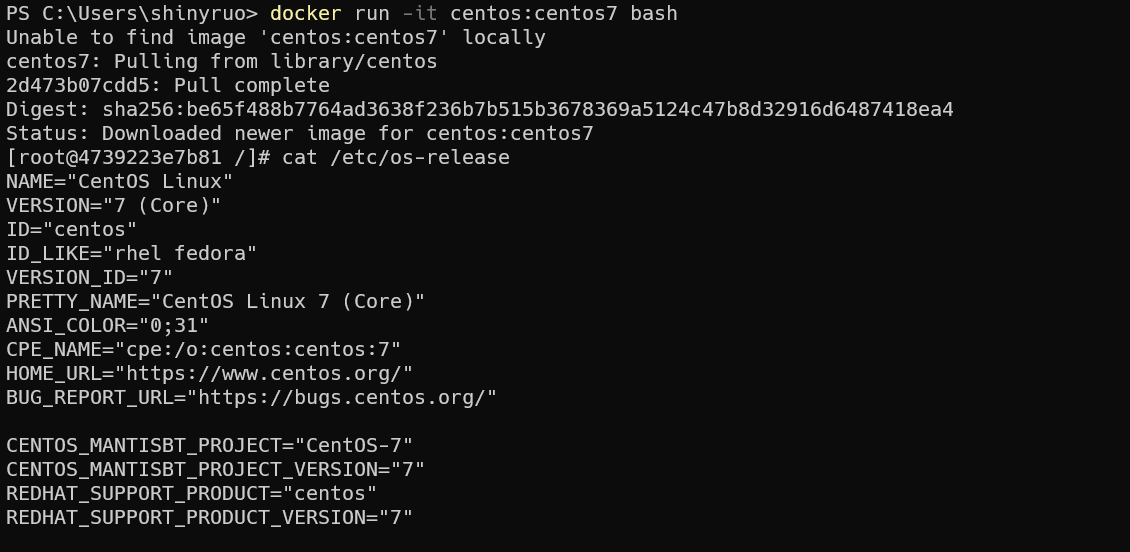 PS C:\Users\shinyruo> docker run -it centos:centos7 bash
Unable to find image 'centos:centos7' locally
centos7: Pulling from library/centos
2d473b07cdd5: Pull complete
Digest: sha256:be65f488b7764ad3638f236b7b515b3678369a5124c47b8d32916d6487418ea4
Status: Downloaded newer image for centos:centos7
[root@4739223e7b81 /]# cat /etc/os-release
NAME="CentOS Linux"
VERSION="7 (Core)"
ID="centos"
ID_LIKE="rhel fedora"
VERSION_ID="7"
PRETTY_NAME="CentOS Linux 7 (Core)"
ANSI_COLOR="0;31"
CPE_NAME="cpe:/o:centos:centos:7"
HOME_URL="https://www.centos.org/"
BUG_REPORT_URL="https://bugs.centos.org/"

CENTOS_MANTISBT_PROJECT="CentOS-7"
CENTOS_MANTISBT_PROJECT_VERSION="7"
REDHAT_SUPPORT_PRODUCT="centos"
REDHAT_SUPPORT_PRODUCT_VERSION="7"